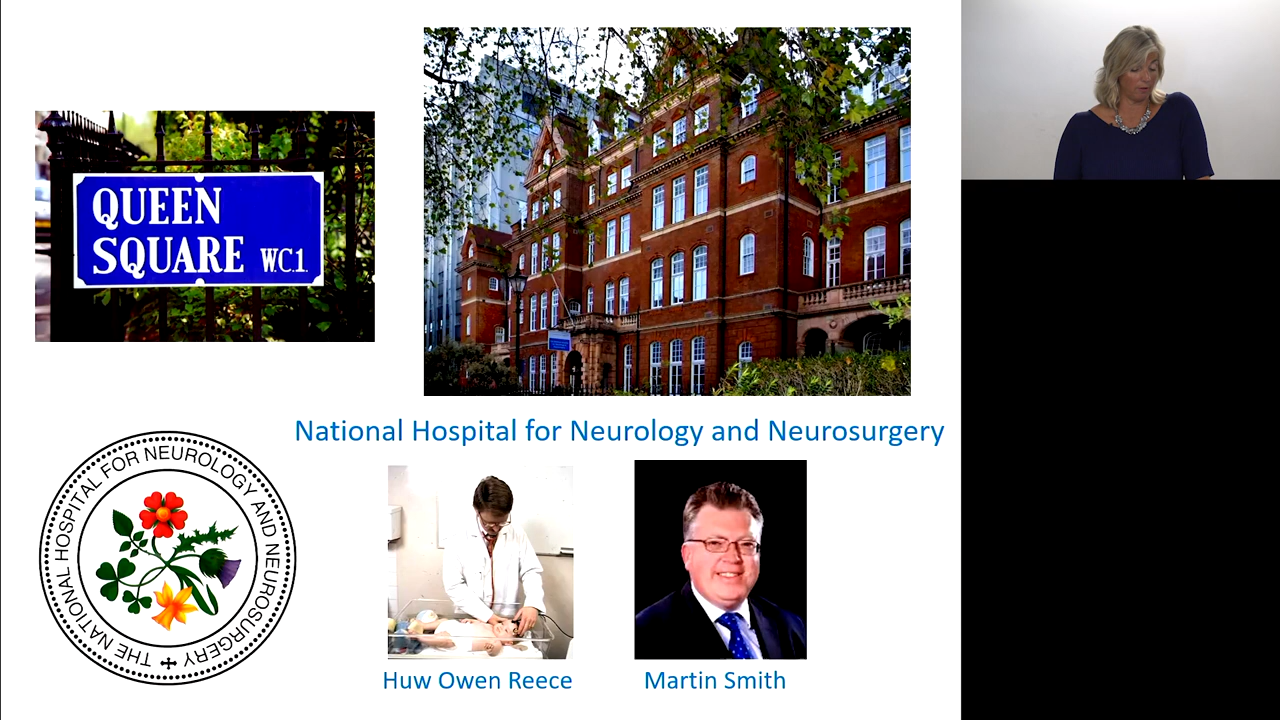 QUEEN
SQUARE W.C.1.
National Hospital for Neurology and Neurosurgery
THE NATIONAL HOSPITAL FOR NEUROLOGY AND NEUROSURGERY
Huw Owen Reece
Martin Smith